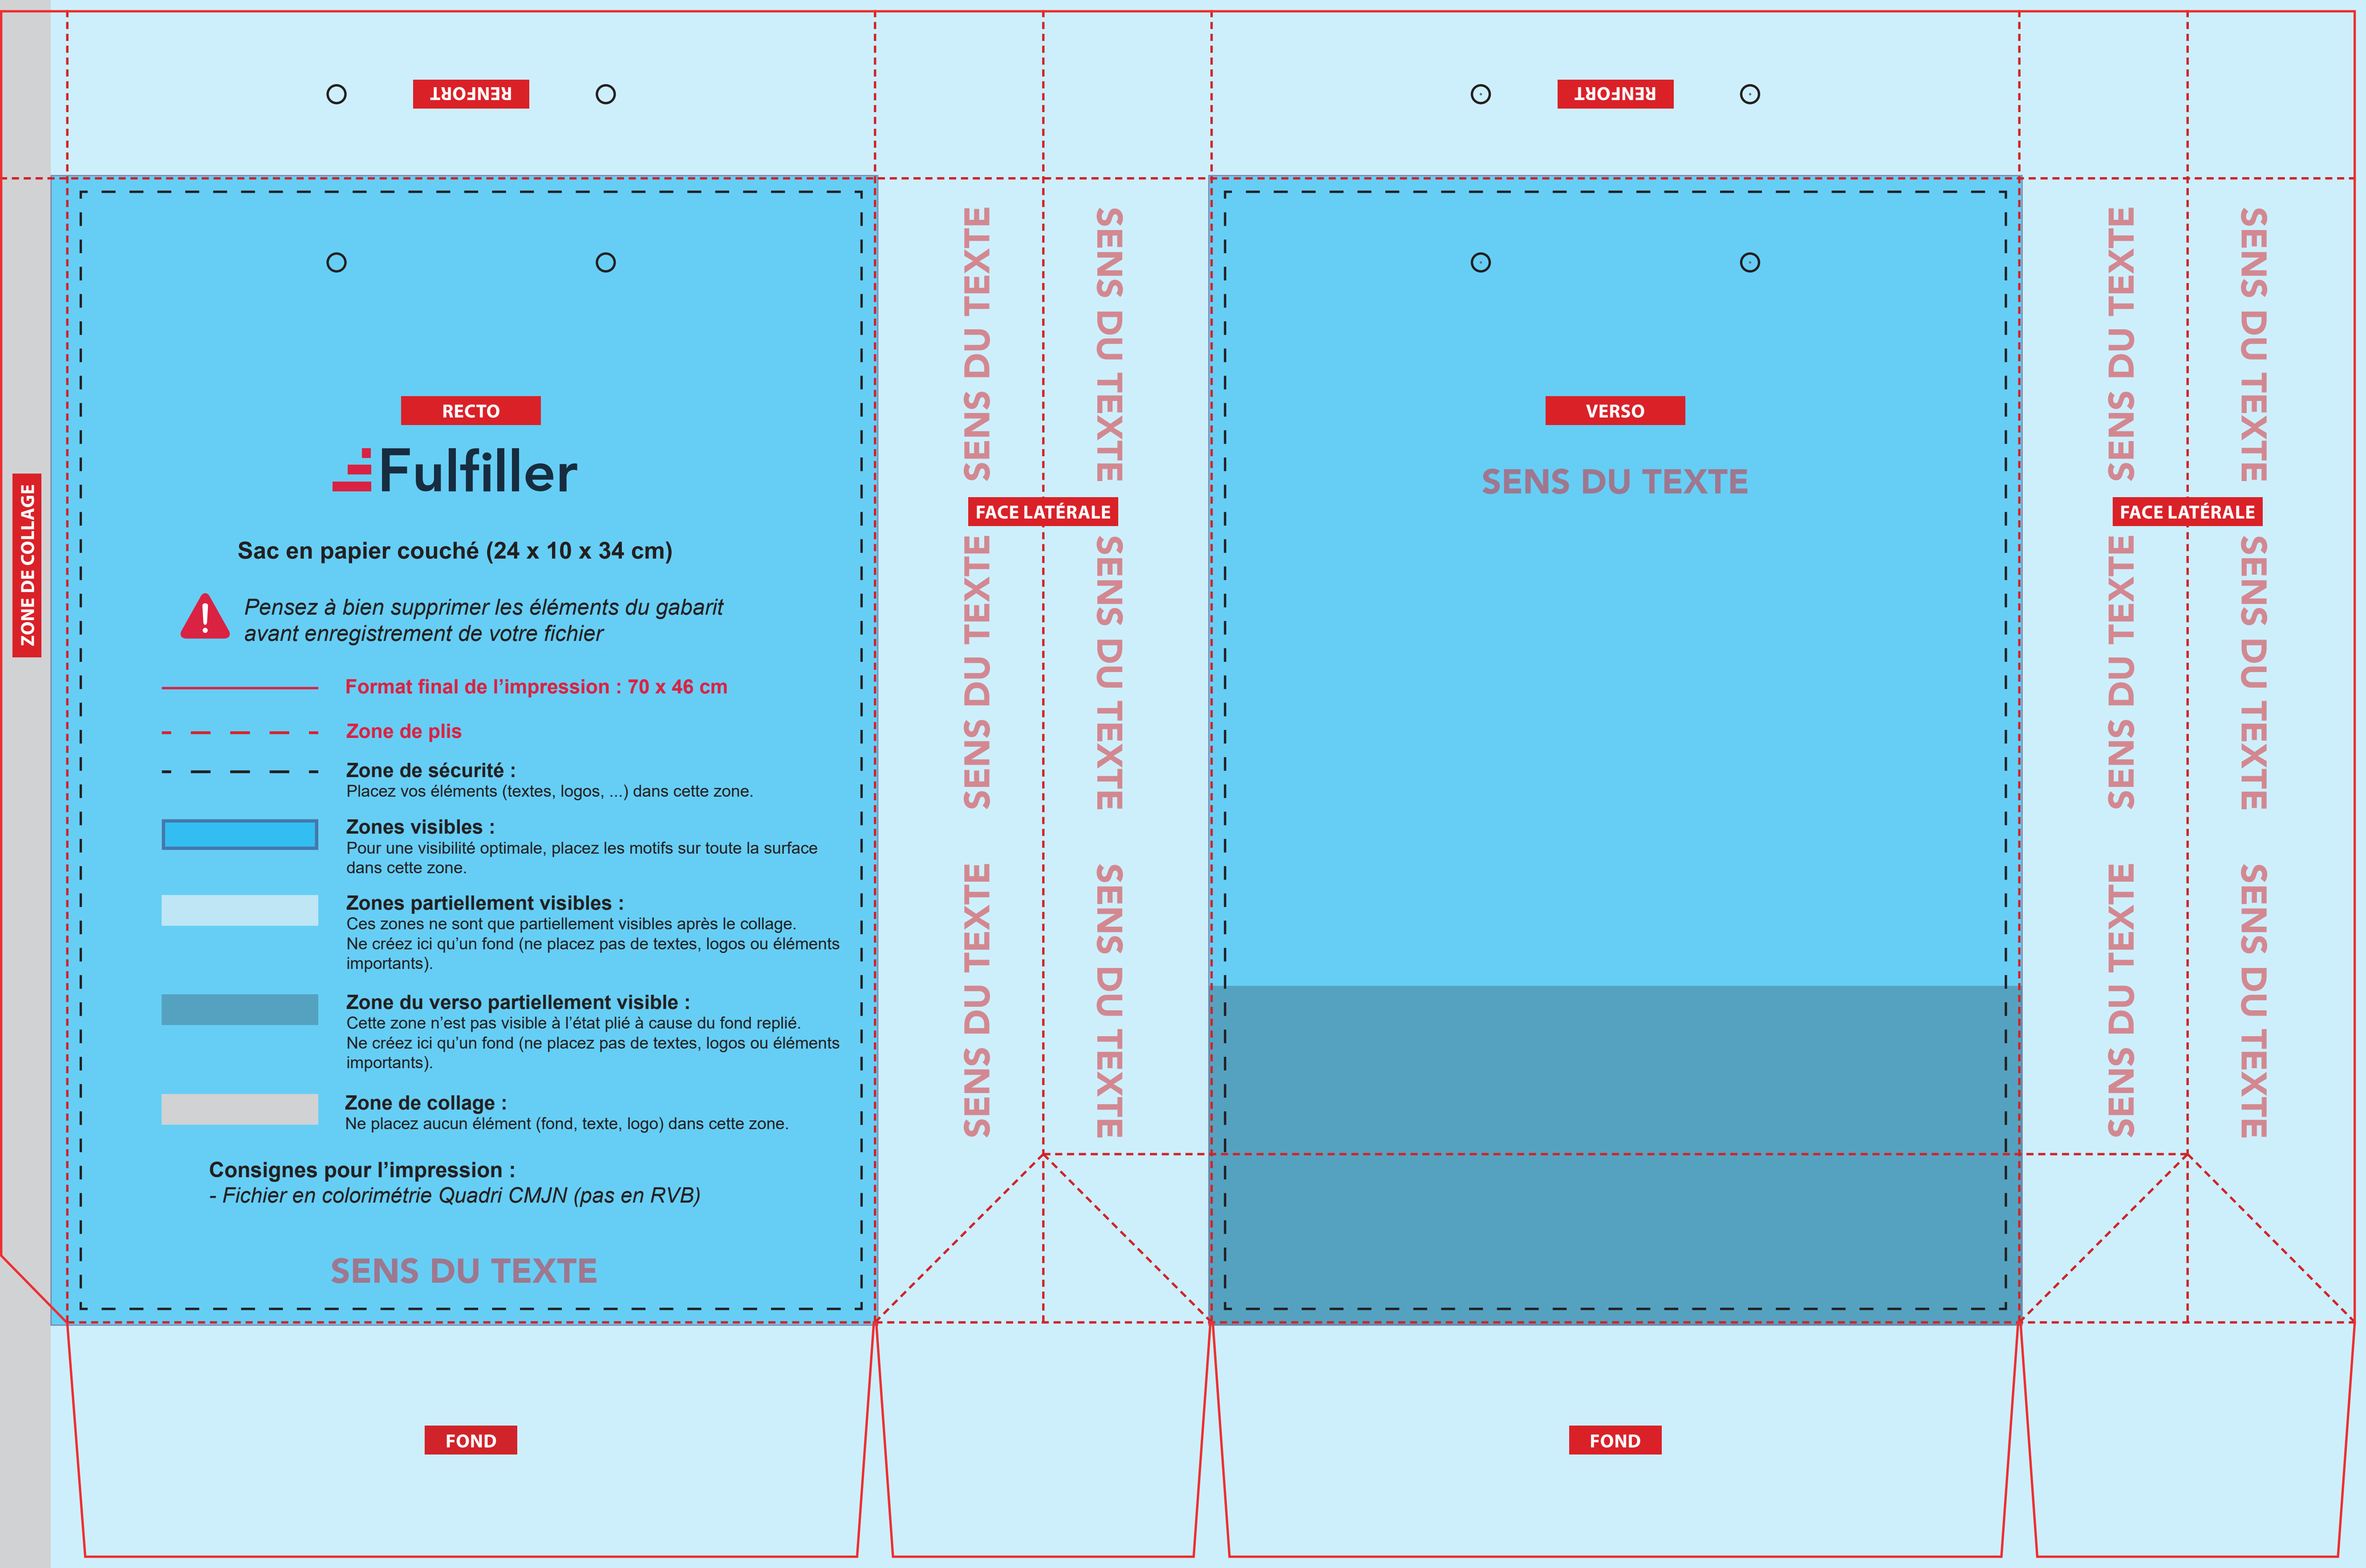 RENFORT
RENFORT
ZONE DE COLLAGE
RECTO
Fulfiller
Sac en papier couché (24 x 10 x 34 cm)
Pensez à bien supprimer les éléments du gabarit
avant enregistrement de votre fichier
Format final de l’impression : 70 x 46 cm
Zone de plis
Zone de sécurité :
Placez vos éléments (textes, logos, ...) dans cette zone.
Zones visibles :
Pour une visibilité optimale, placez les motifs sur toute la surface
dans cette zone.
Zones partiellement visibles :
Ces zones ne sont que partiellement visibles après le collage.
Ne créez ici qu’un fond (ne placez pas de textes, logos ou éléments
importants).
Zone du verso partiellement visible :
Cette zone n’est pas visible à l’état plié à cause du fond replié.
Ne créez ici qu’un fond (ne placez pas de textes, logos ou éléments
importants).
Zone de collage :
Ne placez aucun élément (fond, texte, logo) dans cette zone.
Consignes pour l’impression :
- Fichier en colorimétrie Quadri CMJN (pas en RVB)
SENS DU TEXTE
FOND
SENS DU TEXTE
SENS DU TEXTE
FACE LATÉRALE
SENS DU TEXTE
SENS DU TEXTE
SENS DU TEXTE
SENS DU TEXTE
VERSO
SENS DU TEXTE
FOND
SENS DU TEXTE
SENS DU TEXTE
FACE LATÉRALE
SENS DU TEXTE
SENS DU TEXTE
SENS DU TEXTE
SENS DU TEXTE